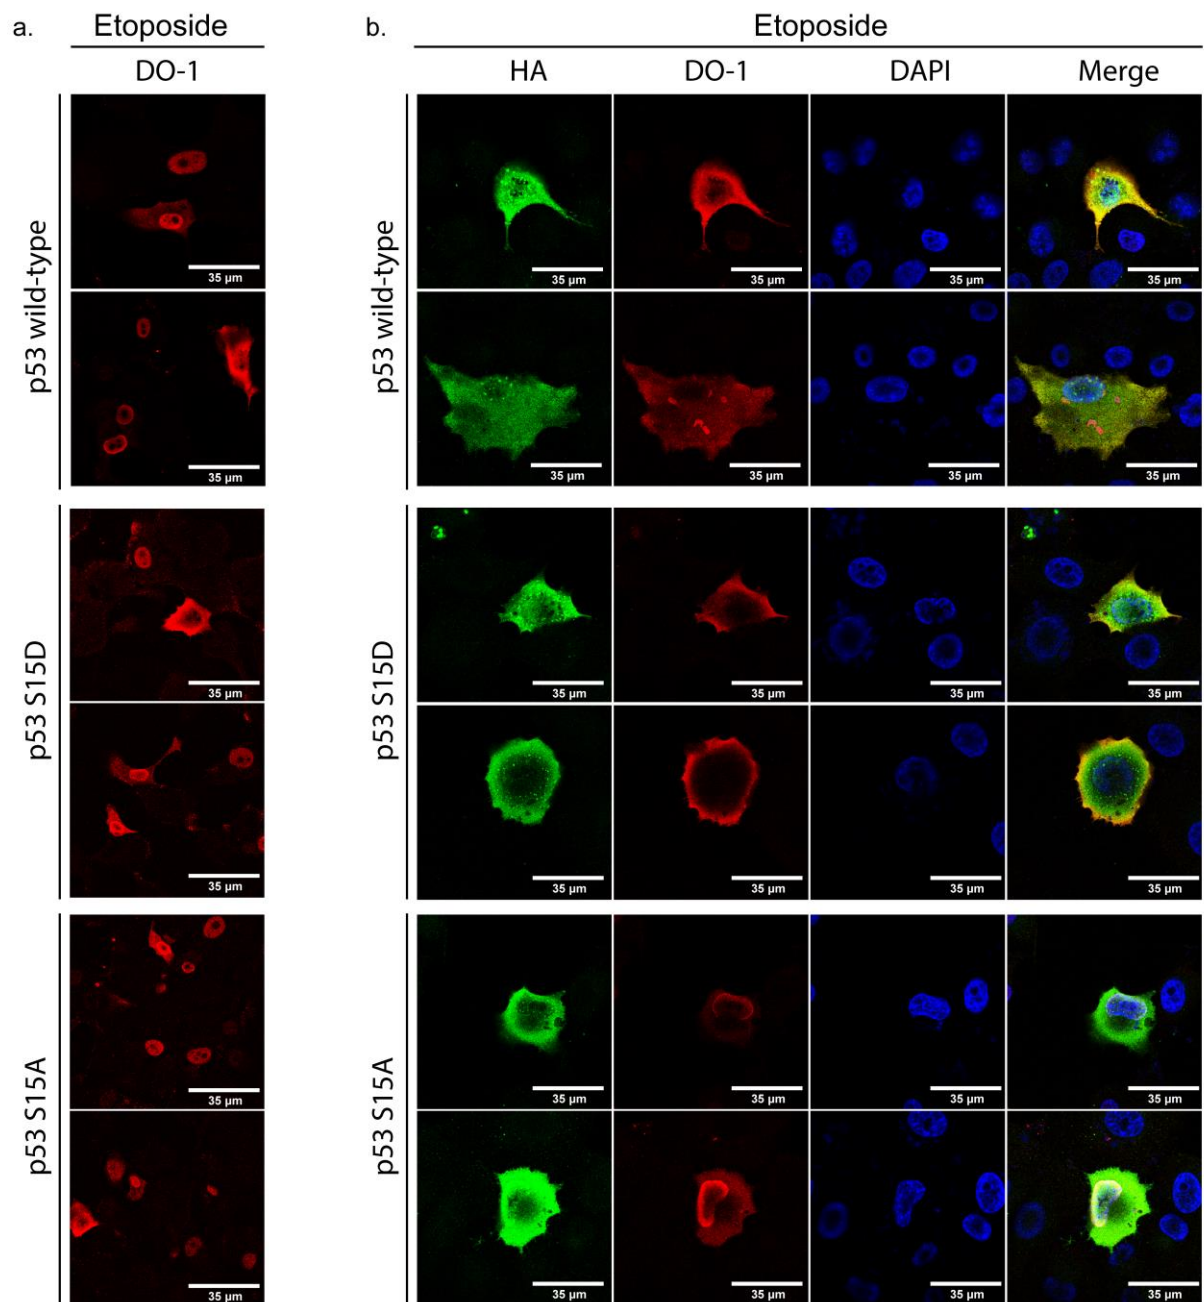 a.
Etoposide
DO-1
p53 wild-type
35 µm
35 µm
p53 S15D
35 µm
35 µm
p53 S15A
35 µm
35 µm
b.
Etoposide
HA DO-1 DAPI Merge
p53 wild-type
35 µm 35 µm 35 µm 35 µm
35 µm 35 µm 35 µm 35 µm
p53 S15D
35 µm 35 µm 35 µm 35 µm
35 µm 35 µm 35 µm 35 µm
p53 S15A
35 µm 35 µm 35 µm 35 µm
35 µm 35 µm 35 µm 35 µm